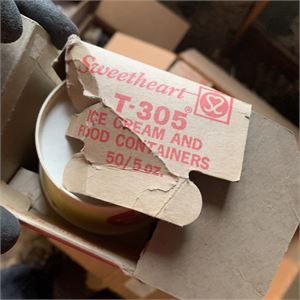 Sweetheart
T-305®
ICE CREAM AND
FOOD CONTAINERS
50/5 oz.